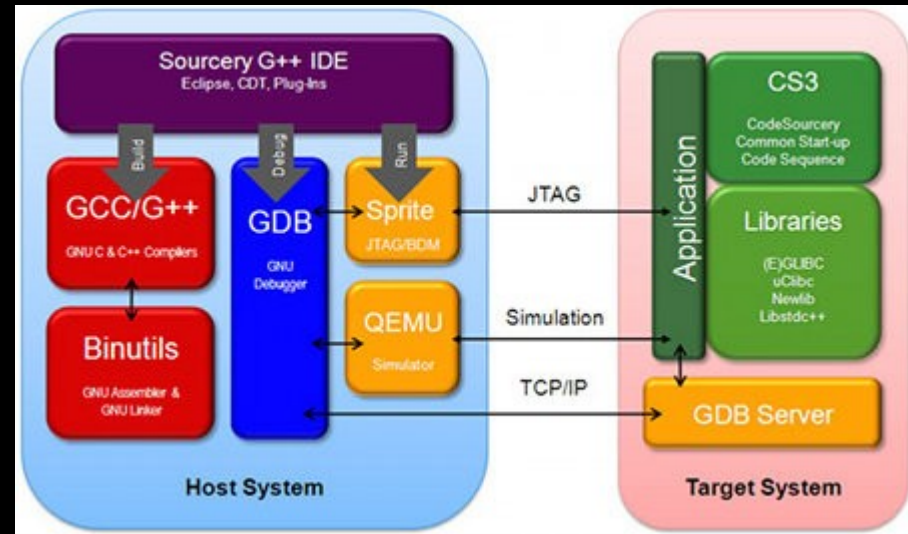 Sourcery G++ IDE
Eclipse, CDT, Plug-Ins
Build
Debug
Run
GCC/G++
GNU C & C++ Compilers
Binutils
GNU Assembler &
GNU Linker
GDB
GNU
Debugger
Sprite
JTAG/BDM
QEMU
Simulator
Host System
JTAG
Simulation
TCP/IP
Application
CS3
CodeSourcery
Common Start-up
Code Sequence
Libraries
(E)GLIBC
uClibc
Newlib
Libstdc++
GDB Server
Target System